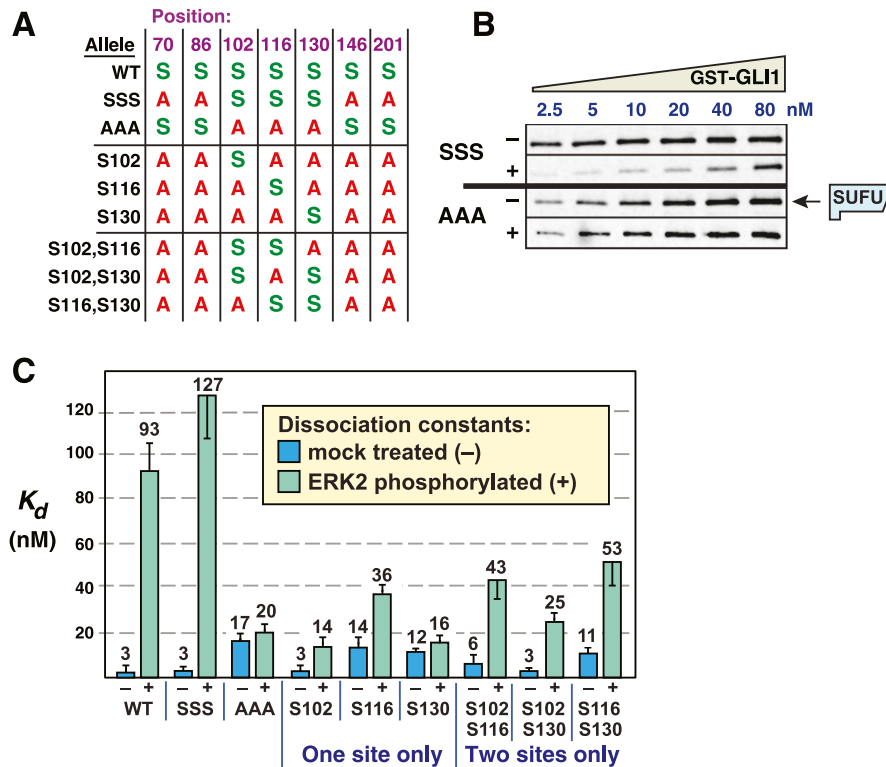 A
Position:
Allele 70 86 102 116 130 146 201
WT S S S S S S S
SSS A A S S S A A
AAA S S A A A S S
S102 A A S A A A A
S116 A A A S A A A
S130 A A A A S A A
S102,S116 A A S S A A A
S102,S130 A A S A S A A
S116,S130 A A A S S A A
B
GST-GLI1
2.5 5 10 20 40 80 nM
SSS
–
+
AAA
–
+
SUFU
C
Kd
(nM)
120
100
80
60
40
20
Dissociation constants:
mock treated (–)
ERK2 phosphorylated (+)
3 93 3 127 17 20 3 14 14 36 12 16 6 43 3 25 11 53
– + – + – + – + – + – + – + – + – +
WT SSS AAA S102 S116 S130 S102 S102 S116
S116 S130 S130
One site only Two sites only